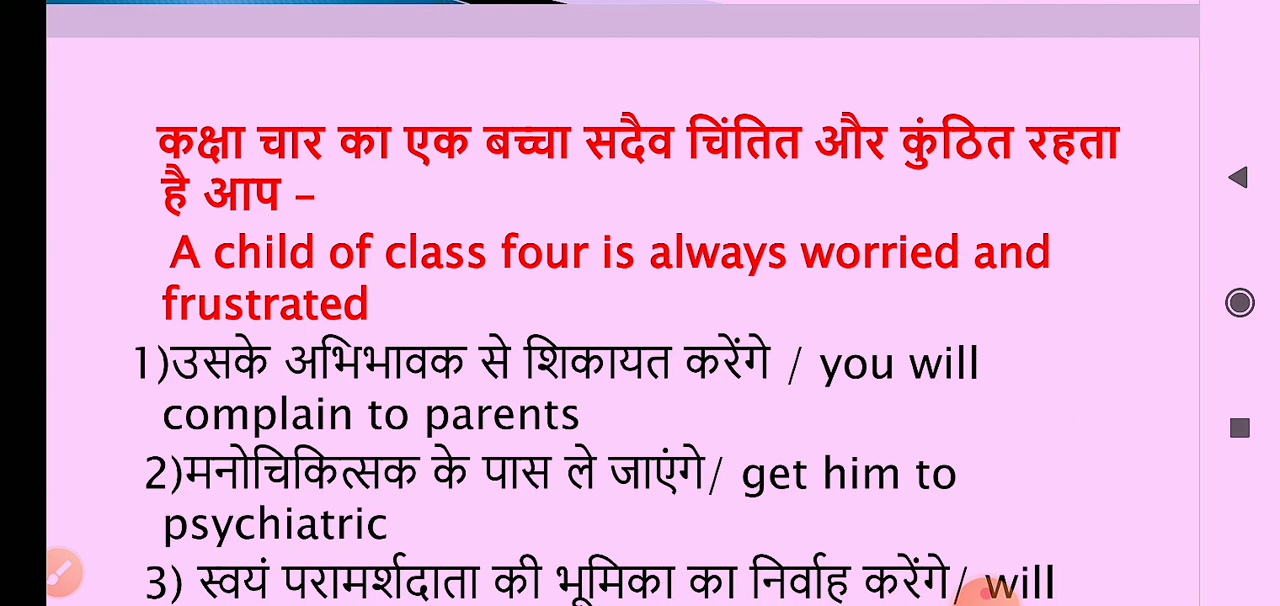 कक्षा चार का एक बच्चा सदैव चिंतित और कुंठित रहता
है आप –
A child of class four is always worried and
frustrated
1)उसके अभिभावक से शिकायत करेंगे / you will
complain to parents
2)मनोचिकित्सक के पास ले जाएंगे/ get him to
psychiatric
3) स्वयं परामर्शदाता की भूमिका का निर्वाह करेंगे/ will